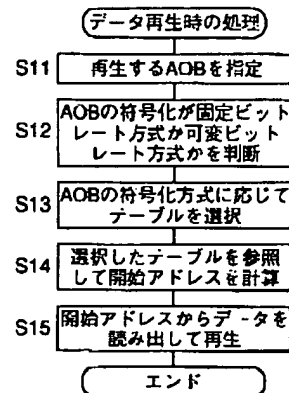 データ再生時の処理
S11
再生するAOBを指定
S12
AOBの符号化が固定ビット
レート方式か可変ビット
レート方式かを判断
S13
AOBの符号化方式に応じて
テーブルを選択
S14
選択したテーブルを参照
して開始アドレスを計算
S15
開始アドレスからデータを
読み出して再生
エンド